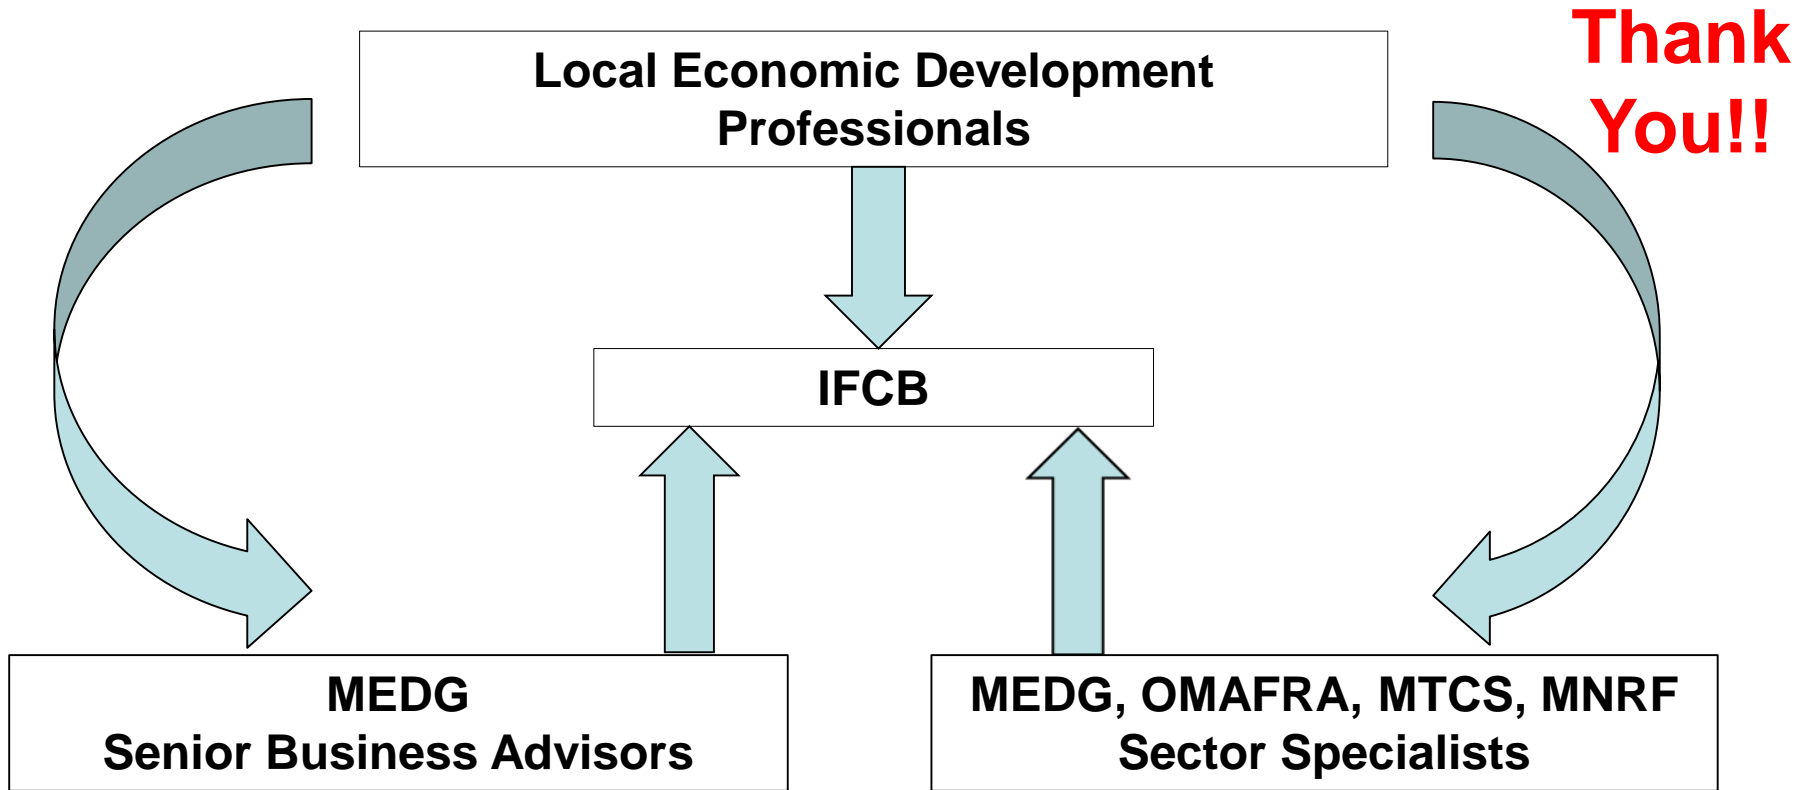 Thank
You!!
Local Economic Development
Professionals
IFCB
MEDG
Senior Business Advisors
MEDG, OMAFRA, MTCS, MNRF
Sector Specialists